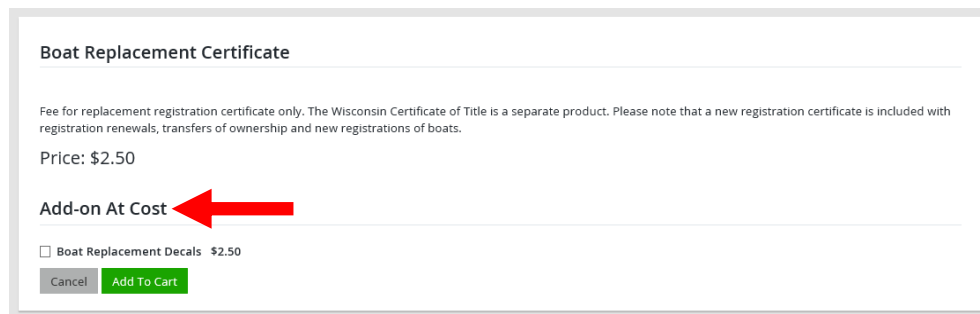 Boat Replacement Certificate
Fee for replacement registration certificate only. The Wisconsin Certificate of Title is a separate product. Please note that a new registration certificate is included with
registration renewals, transfers of ownership and new registrations of boats.
Price: $2.50
Add-on At Cost
Boat Replacement Decals $2.50
Cancel Add To Cart